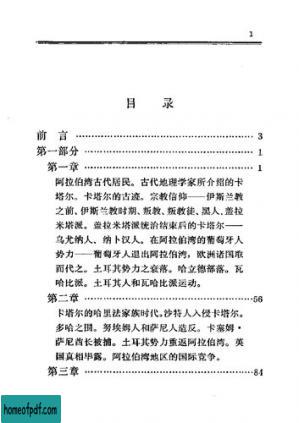 1
目 录
前 言 3
第一部分 1
第一章 1
阿拉伯湾古代居民。古代地理学家所介绍的卡
塔尔。卡塔尔的古迹。宗教信仰——伊斯兰教
之前、伊斯兰教时期、叛教、叛教徒、黑人、盖拉
米塔派。盖拉米塔派统治结束后的卡塔尔——
乌尤纳人、纳卜汉人。在阿拉伯湾的葡萄牙人
势力——葡萄牙人退出阿拉伯湾，欧洲诸国取
而代之。土耳其势力之衰落。哈立德部落。瓦
哈比派。土耳其人和瓦哈比派运动。
第二章 56
卡塔尔的哈里法家族时代。沙特人入侵卡塔尔。
多哈之围。努埃姆人和萨尼人造反。卡塞姆·
萨尼酋长被捕。土耳其势力重返阿拉伯湾。英
国真相毕露。阿拉伯湾地区的国际竞争。
第三章 84
homeofpdf.com
homeofpdf.com